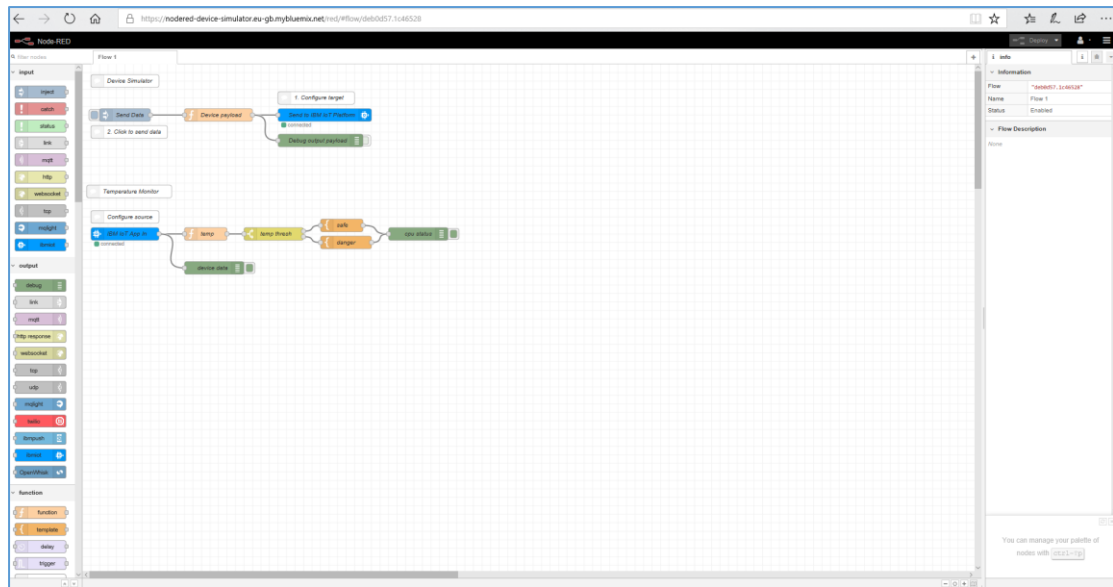 https://nodered-device-simulator.eu-gb.mybluemix.net/red/#flow/deb0d57.1c46528
Node-RED
Deploy
filter nodes
input
inject
catch
status
link
mqtt
http
websocket
tcp
mqlight
ibmiot
output
debug
link
mqtt
http response
websocket
tcp
udp
mqlight
twilio
ibmpush
ibmiot
OpenWhisk
function
function
template
delay
trigger
Flow 1
Device Simulator
1. Configure target
Send Data
Device payload
Send to IBM IoT Platform
connected
2. Click to send data
Debug output payload
Temperature Monitor
Configure source
IBM IoT App In
connected
temp
temp thresh
safe
danger
cpu status
device data
info
Information
Flow "deb0d57.1c46528"
Name Flow 1
Status Enabled
Flow Description
None
You can manage your palette of
nodes with